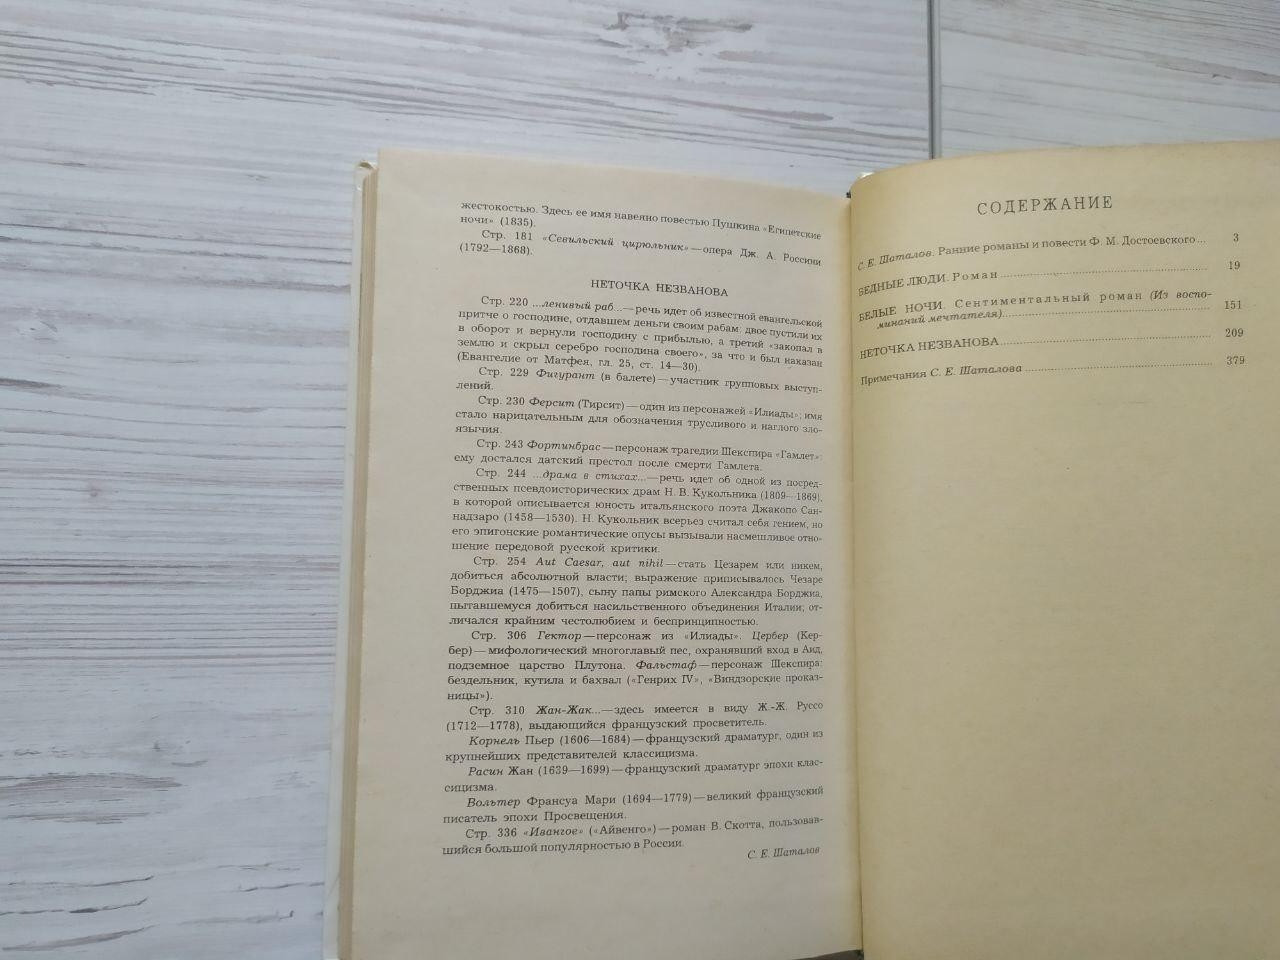 жестокостью. Здесь ее имя навеяно повестью Пушкина «Египетские
ночи» (1835).
Стр. 181 «Севильский цирюльник»—опера Дж. А. Россини
(1792—1868).
НЕТОЧКА НЕЗВАНОВА
Стр. 220 ...ленивый раб...—речь идет об известной евангельской
притче о господине, отдавшем деньги своим рабам: двое пустили их
в оборот и вернули господину с прибылью, а третий «закопал в
землю и скрыл серебро господина своего», за что и был наказан
(Евангелие от Матфея, гл. 25, ст. 14—30).
Стр. 229 Фигурант (в балете)—участник групповых выступ-
лений.
Стр. 230 Ферсит (Тирсит)—один из персонажей «Илиады»; имя
стало нарицательным для обозначения трусливого и наглого зло-
язычия.
Стр. 243 Фортинбрас—персонаж трагедии Шекспира «Гамлет»:
ему достался датский престол после смерти Гамлета.
Стр. 244 ...драма в стихах...—речь идет об одной из посред-
ственных псевдоисторических драм Н. В. Кукольника (1809—1869),
в которой описывается юность итальянского поэта Джакопо Сан-
надзаро (1458—1530). Н. Кукольник всерьез считал себя гением, но
его эпигонские романтические опусы вызывали насмешливое отно-
шение передовой русской критики.
Стр. 254 Aut Caesar, aut nihil—стать Цезарем или никем,
добиться абсолютной власти; выражение приписывалось Чезаре
Борджиа (1475—1507), сыну папы римского Александра Борджиа,
пытавшемуся добиться насильственного объединения Италии; от-
личался крайним честолюбием и беспринципностью.
Стр. 306 Гектор—персонаж из «Илиады». Цербер (Кер-
бер)—мифологический многоглавый пес, охранявший вход в Аид,
подземное царство Плутона. Фальстаф—персонаж Шекспира:
бездельник, кутила и бахвал («Генрих IV», «Виндзорские проказ-
ницы»).
Стр. 310 Жан-Жак...—здесь имеется в виду Ж.-Ж. Руссо
(1712—1778), выдающийся французский просветитель.
Корнель Пьер (1606—1684)—французский драматург, один из
крупнейших представителей классицизма.
Расин Жан (1639—1699)—французский драматург эпохи клас-
сицизма.
Вольтер Франсуа Мари (1694—1779)—великий французский
писатель эпохи Просвещения.
Стр. 336 «Ивангое» («Айвенго»)—роман В. Скотта, пользовав-
шийся большой популярностью в России.
С. Е. Шаталов
СОДЕРЖАНИЕ
С. Е. Шаталов. Ранние романы и повести Ф. М. Достоевского... 3
БЕДНЫЕ ЛЮДИ. Роман ... 19
БЕЛЫЕ НОЧИ. Сентиментальный роман (Из воспо-
минаний мечтателя)... 151
НЕТОЧКА НЕЗВАНОВА... 209
Примечания С. Е. Шаталова ... 379